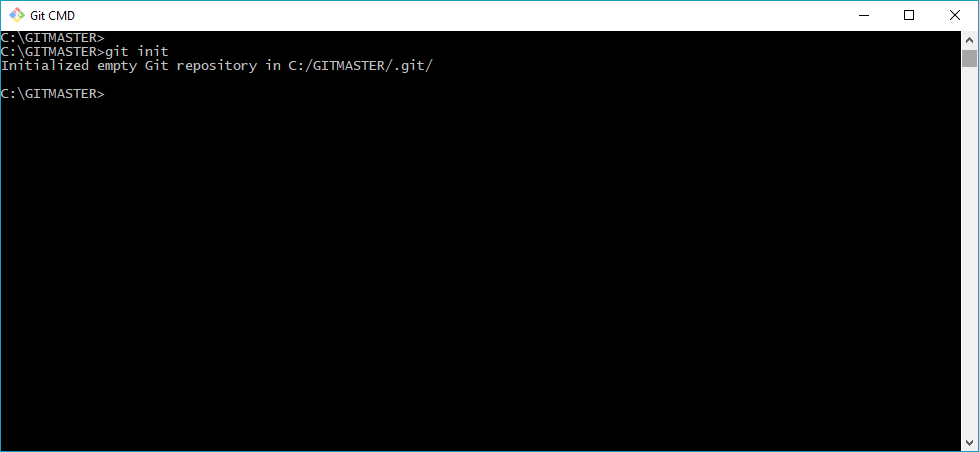 Git CMD
C:\GITMASTER>
C:\GITMASTER>git init
Initialized empty Git repository in C:/GITMASTER/.git/
C:\GITMASTER>